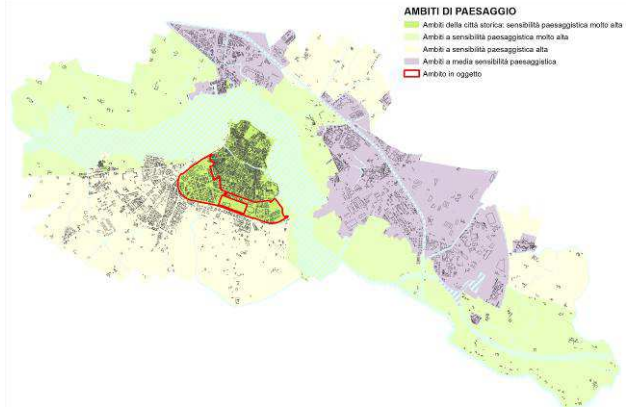 AMBITI DI PAESAGGIO
Ambiti della città storica: sensibilità paesaggistica molto alta
Ambiti a sensibilità paesaggistica molto alta
Ambiti a sensibilità paesaggistica alta
Ambiti a media sensibilità paesaggistica
Ambito in oggetto